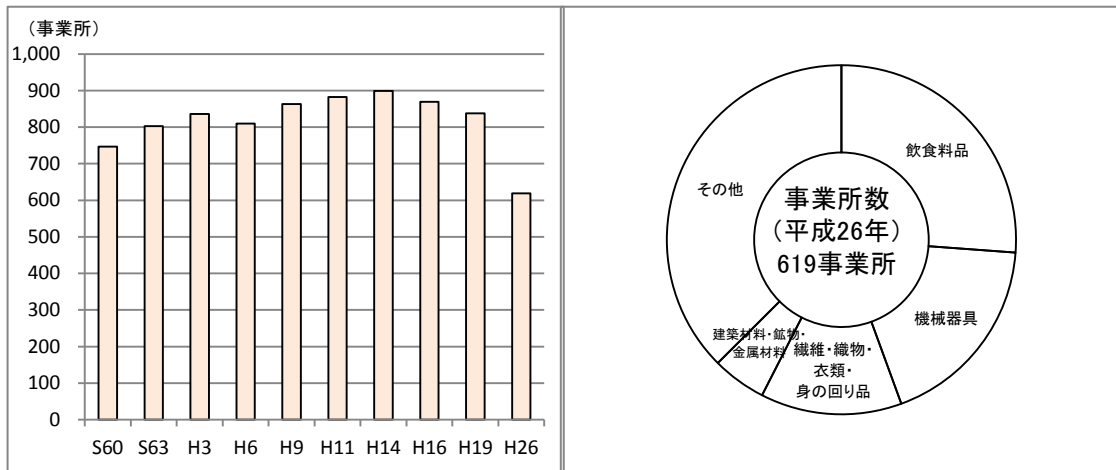 （事業所）
1,000
900
800
700
600
500
400
300
200
100
0
S60 S63 H3 H6 H9 H11 H14 H16 H19 H26
飲食料品
その他
事業所数
（平成26年）
619事業所
機械器具
建築材料・鉱物・
金属材料
繊維・織物・
衣類・
身の回り品